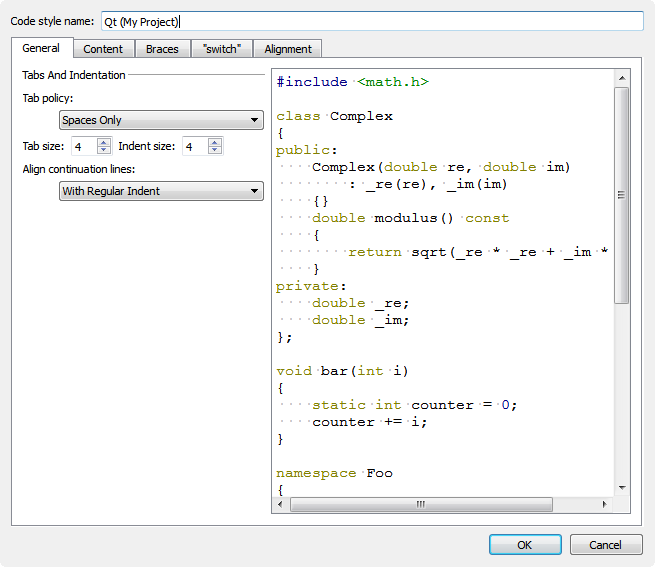 Code style name: Qt (My Project)
General Content Braces "switch" Alignment
Tabs And Indentation
Tab policy:
Spaces Only
Tab size: 4 Indent size: 4
Align continuation lines:
With Regular Indent
#include <math.h>
class Complex
{
public:
    Complex(double re, double im)
        : _re(re), _im(im)
    {}
    double modulus() const
    {
        return sqrt(_re * _re + _im *
    }
private:
    double _re;
    double _im;
};
void bar(int i)
{
    static int counter = 0;
    counter += i;
}
namespace Foo
{
OK Cancel